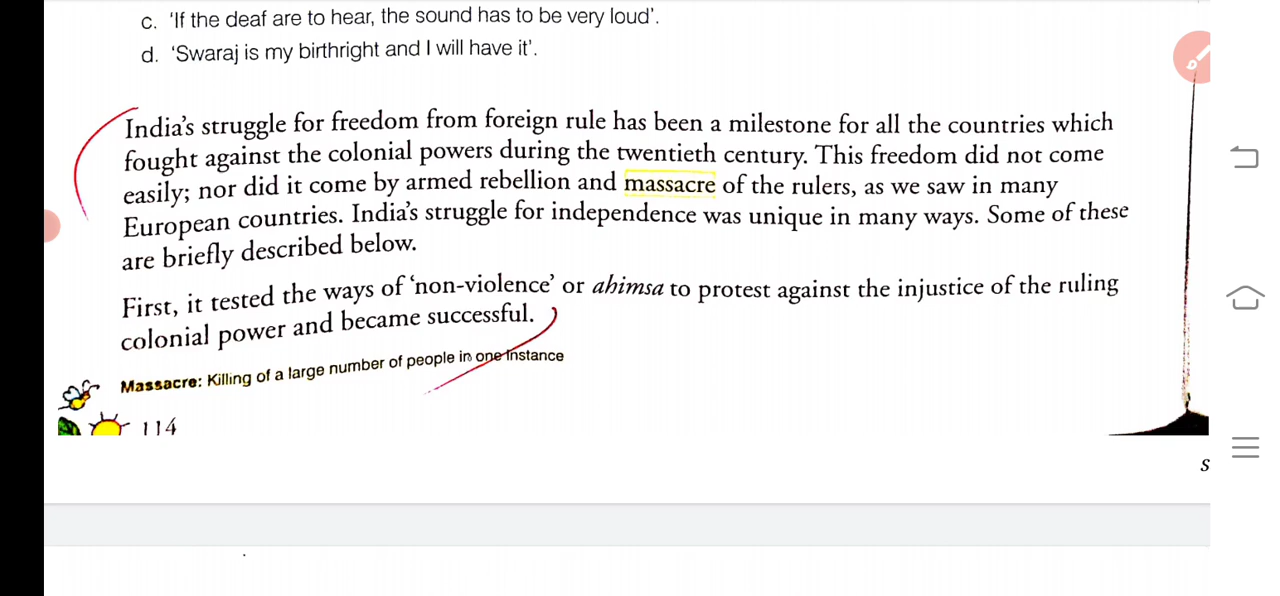 c. 'If the deaf are to hear, the sound has to be very loud'.
d. 'Swaraj is my birthright and I will have it'.
India's struggle for freedom from foreign rule has been a milestone for all the countries which
fought against the colonial powers during the twentieth century. This freedom did not come
easily; nor did it come by armed rebellion and massacre of the rulers, as we saw in many
European countries. India's struggle for independence was unique in many ways. Some of these
are briefly described below.
First, it tested the ways of 'non-violence' or ahimsa to protest against the injustice of the ruling
colonial power and became successful.
Massacre: Killing of a large number of people in one instance
114
S